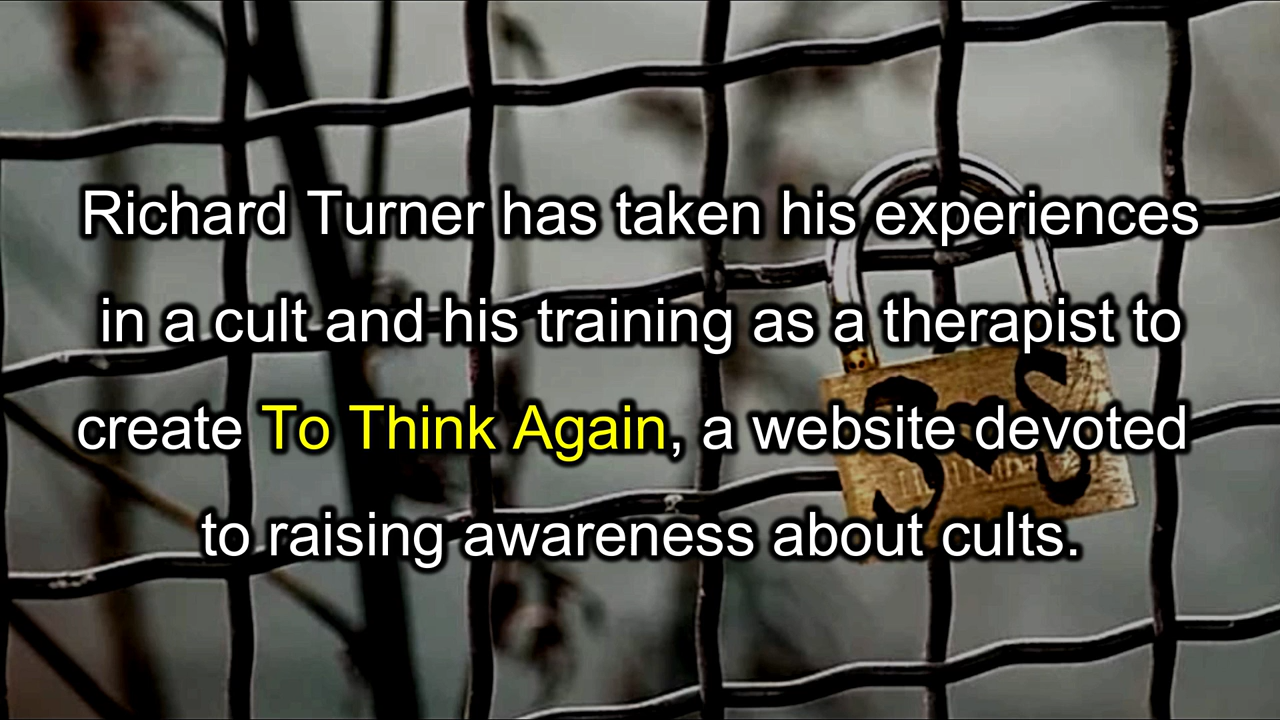 Richard Turner has taken his experiences
in a cult and his training as a therapist to
create To Think Again, a website devoted
to raising awareness about cults.
S♥S